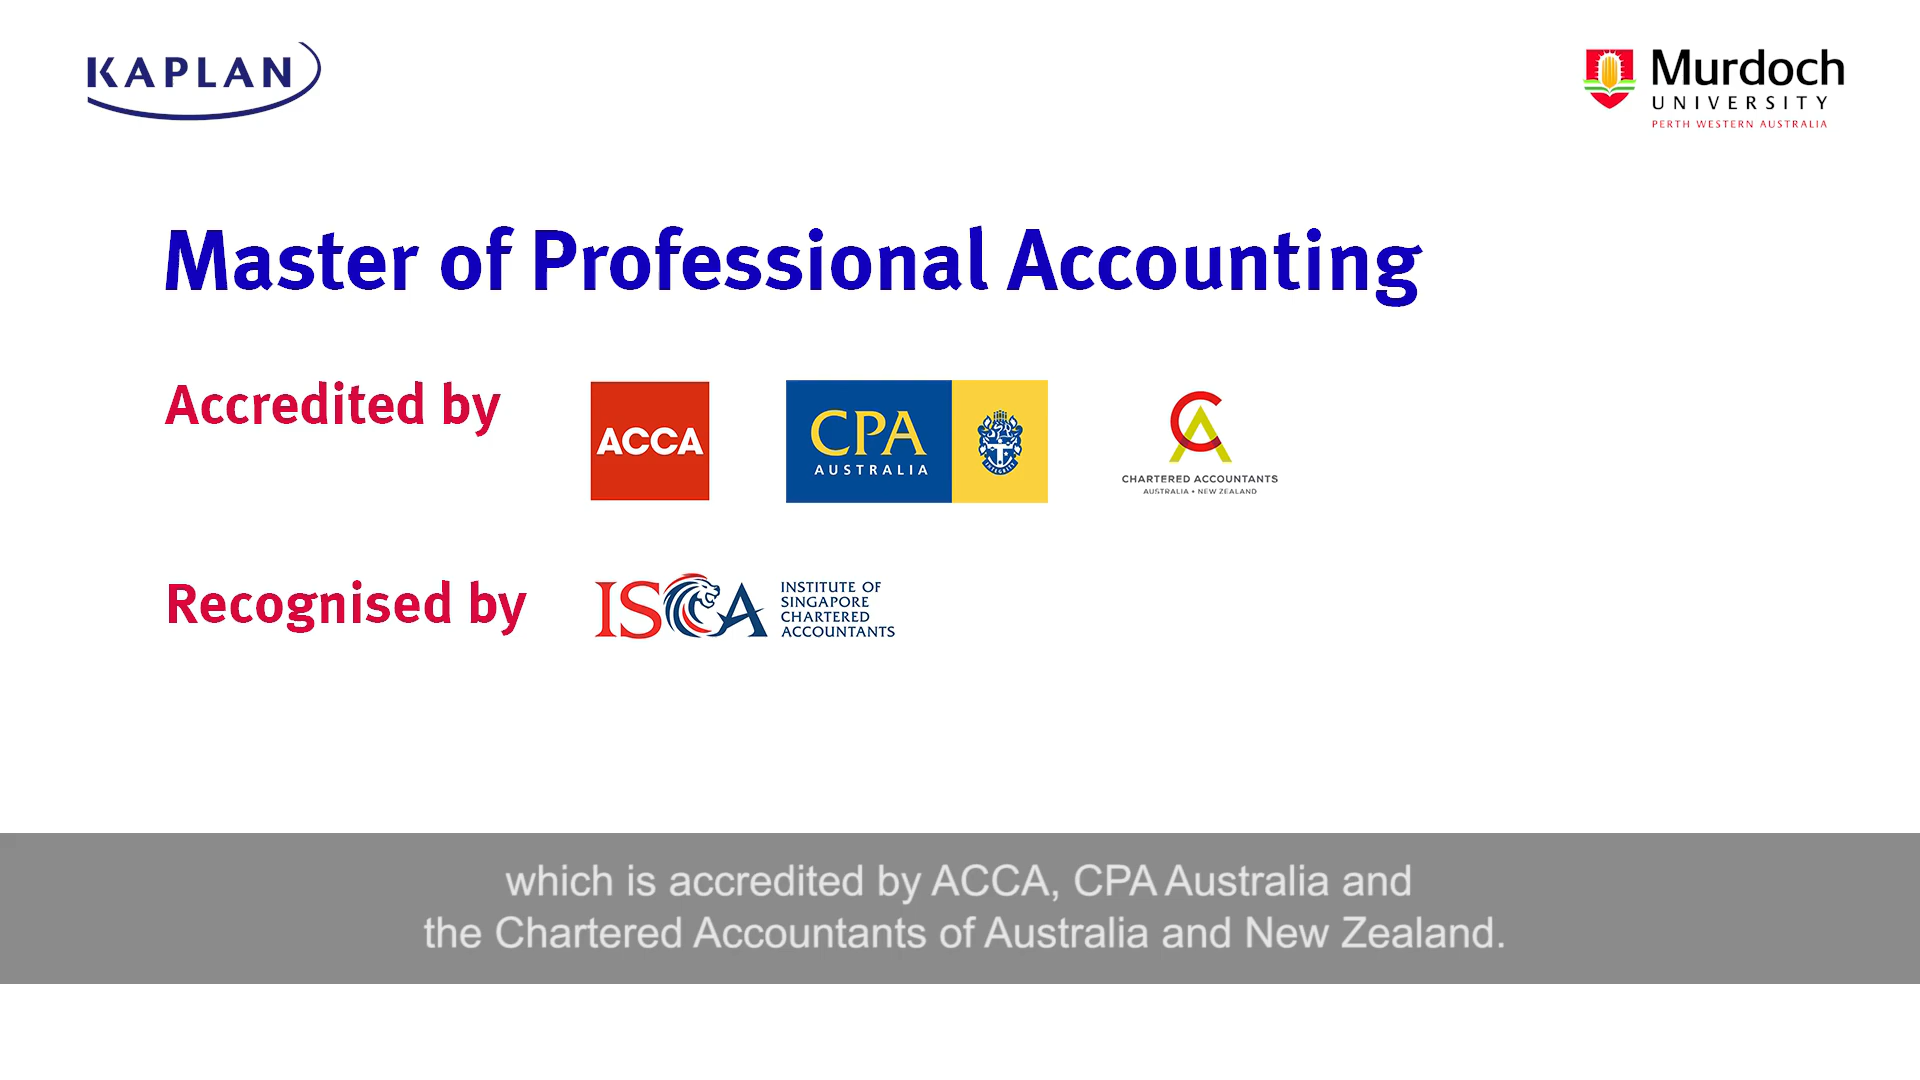 KAPLAN
Murdoch
UNIVERSITY
PERTH WESTERN AUSTRALIA
Master of Professional Accounting
Accredited by
ACCA
CPA
AUSTRALIA
INTEGRITY
CA
CHARTERED ACCOUNTANTS
AUSTRALIA • NEW ZEALAND
Recognised by
ISCA
INSTITUTE OF
SINGAPORE
CHARTERED
ACCOUNTANTS
which is accredited by ACCA, CPA Australia and
the Chartered Accountants of Australia and New Zealand.